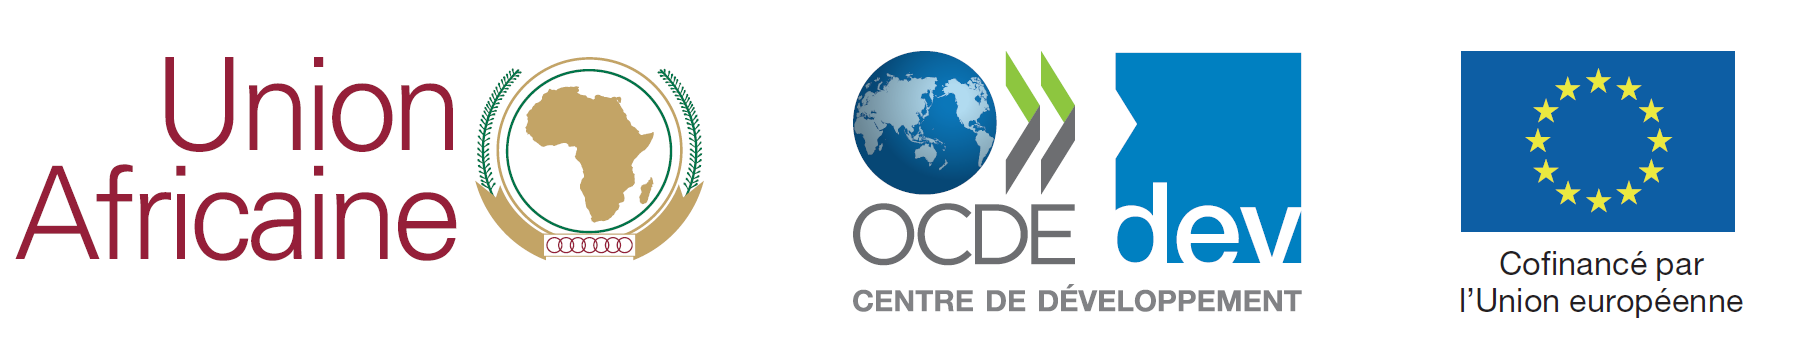 Union
Africaine
OCDE
dev
CENTRE DE DÉVELOPPEMENT
Cofinancé par
l’Union européenne